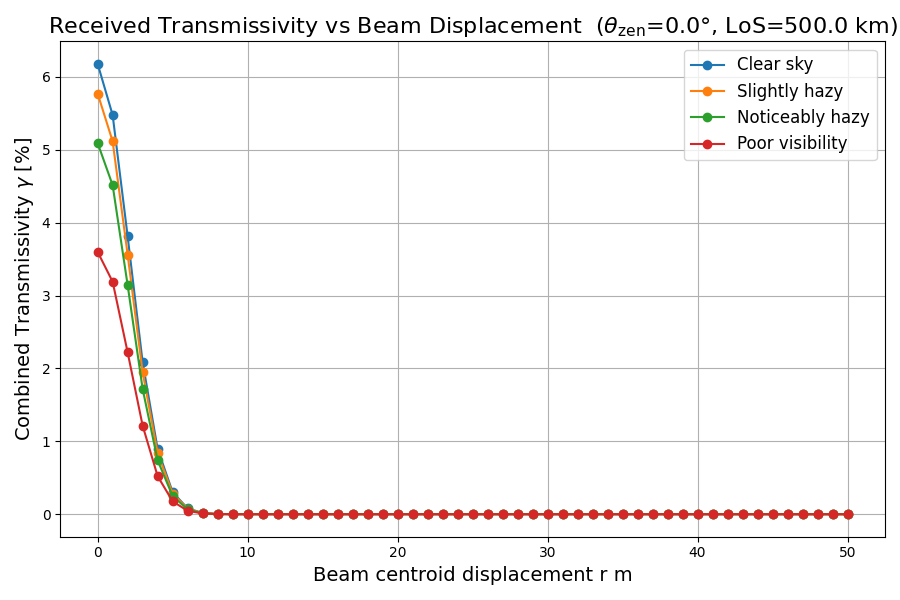 Received Transmissivity vs Beam Displacement (θzen=0.0°, LoS=500.0 km)
Combined Transmissivity γ [%]
6
5
4
3
2
1
0
Clear sky
Slightly hazy
Noticeably hazy
Poor visibility
0 10 20 30 40 50
Beam centroid displacement r m